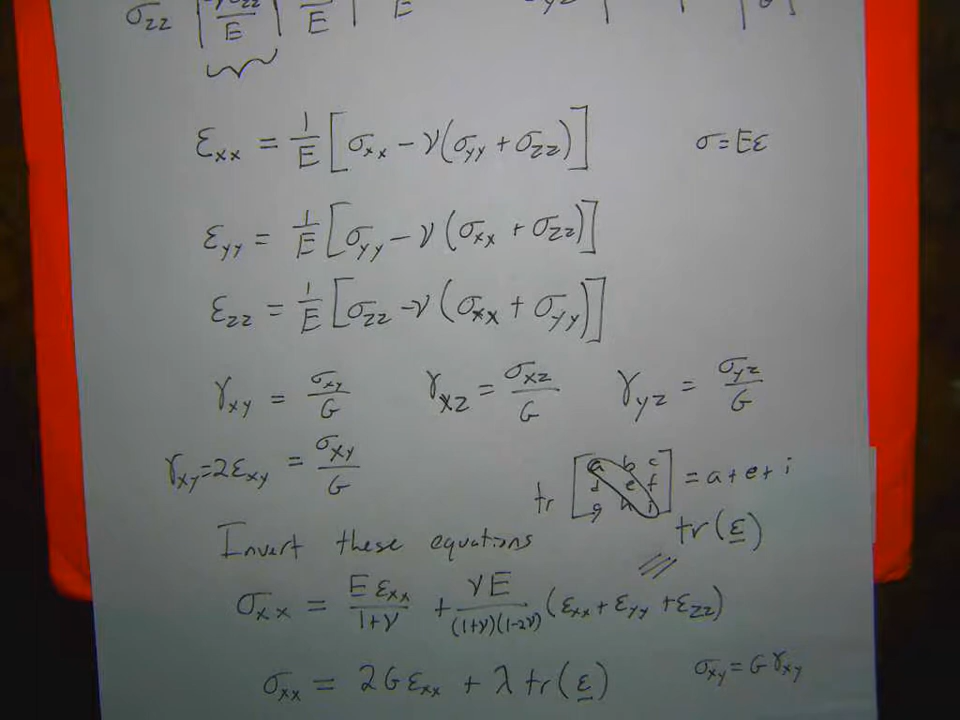 σzz | -νσzz/E | /E | E
εxx = 1/E [σxx - ν(σyy + σzz)] σ=Eε
εyy = 1/E [σyy - ν(σxx + σzz)]
εzz = 1/E [σzz - ν(σxx + σyy)]
γxy = σxy/G γxz = σxz/G γyz = σyz/G
γxy = 2εxy = σxy/G
tr [a b c
d e f
g h i] = a+e+i
tr(ε)
Invert these equations
σxx = Eεxx/1+ν + νE/(1+ν)(1-2ν) (εxx + εyy + εzz)
σxx = 2Gεxx + λ tr(ε) σxy = Gγxy